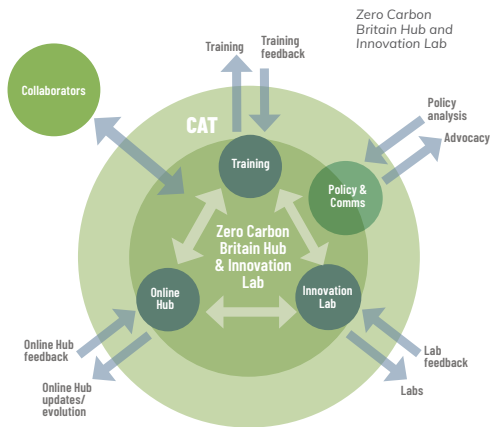 Zero Carbon
Britain Hub and
Innovation Lab
Training
Training
feedback
Collaborators
CAT
Policy
analysis
Advocacy
Training
Policy &
Comms
Zero Carbon
Britain Hub
& Innovation
Lab
Online
Hub
Innovation
Lab
Online Hub
feedback
Online Hub
updates/
evolution
Lab
feedback
Labs